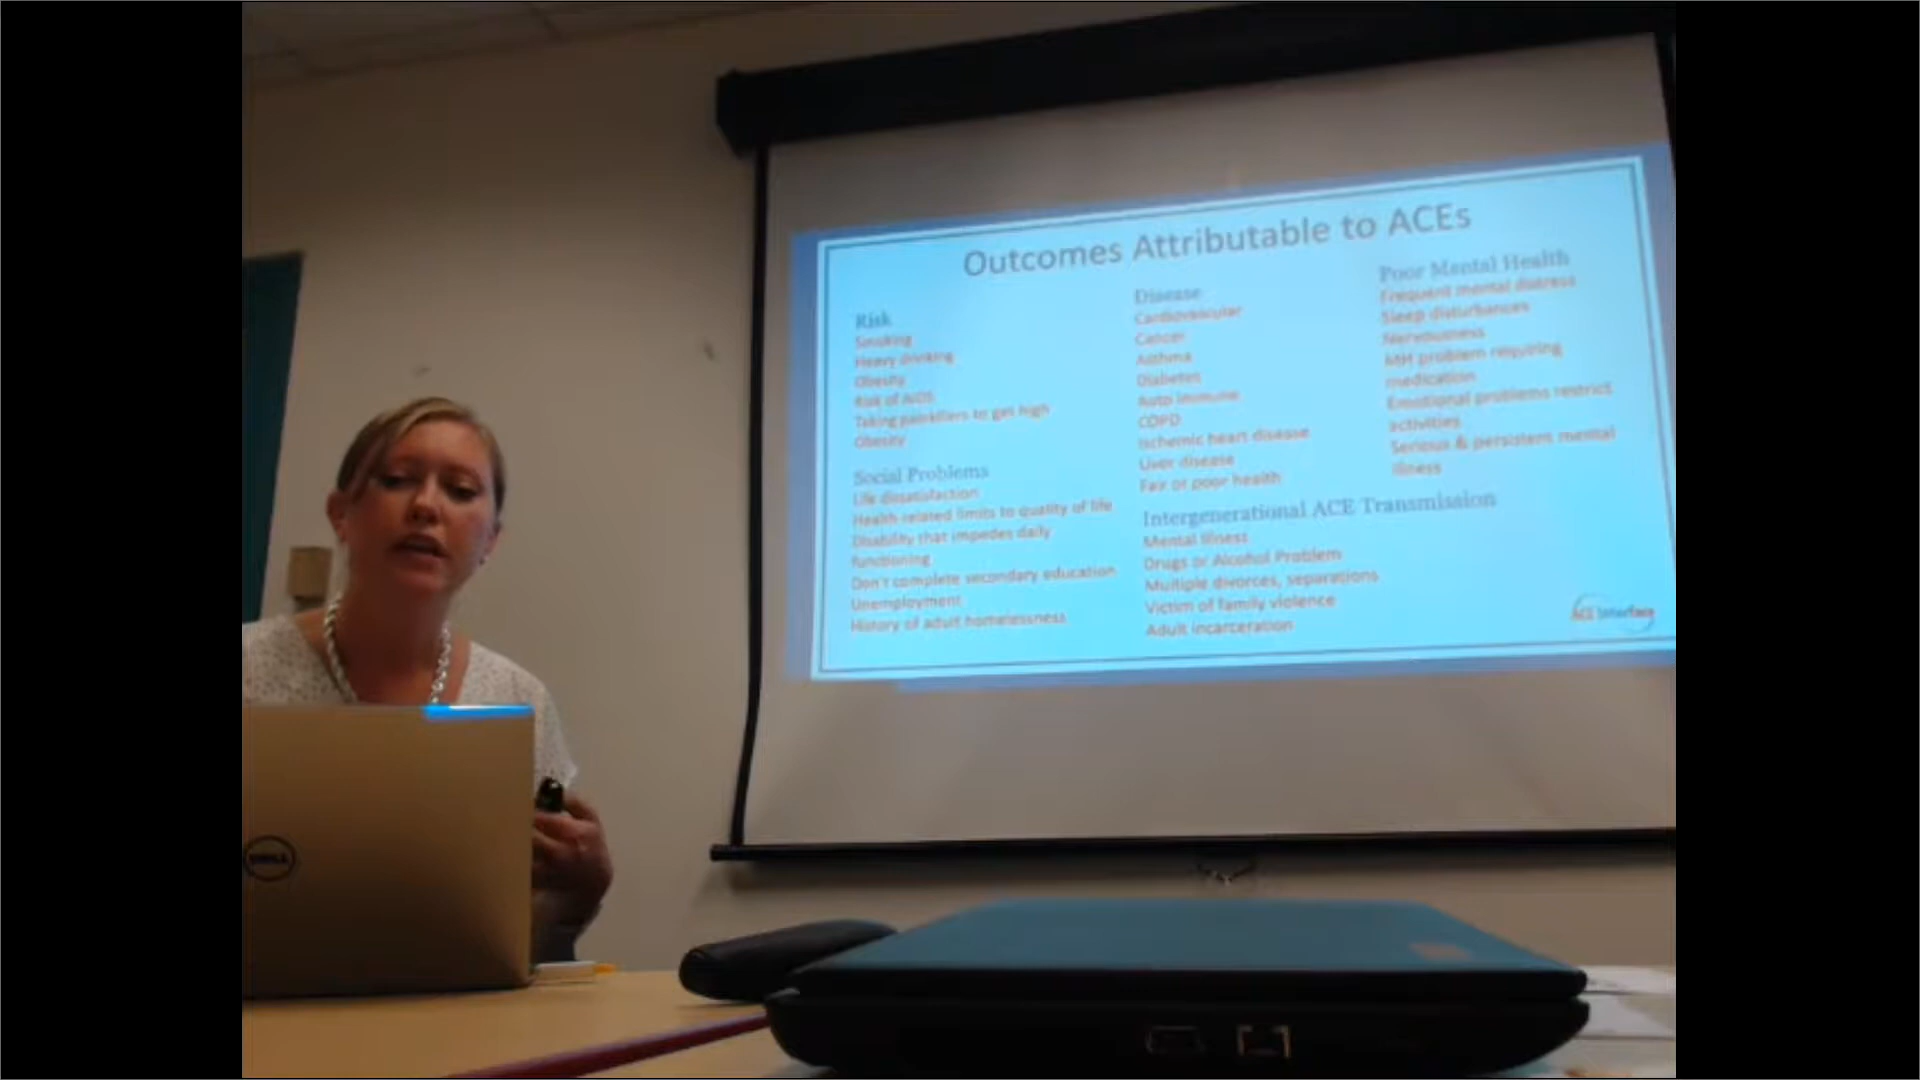 Outcomes Attributable to ACEs
Risk
Smoking
Heavy drinking
Obesity
Risk of AIDS
Taking painkillers to get high
Obesity
Social Problems
Life dissatisfaction
Health related limits to quality of life
Disability that impedes daily
functioning
Don't complete secondary education
Unemployment
History of adult homelessness
Disease
Cardiovascular
Cancer
Asthma
Diabetes
Auto immune
COPD
Ischemic heart disease
Liver disease
Fair or poor health
Intergenerational ACE Transmission
Mental Illness
Drugs or Alcohol Problem
Multiple divorces, separations
Victim of family violence
Adult incarceration
Poor Mental Health
Frequent mental distress
Sleep disturbances
Nervousness
MH problem requiring
medication
Emotional problems restrict
activities
Serious & persistent mental
illness
ACE Interface
DELL